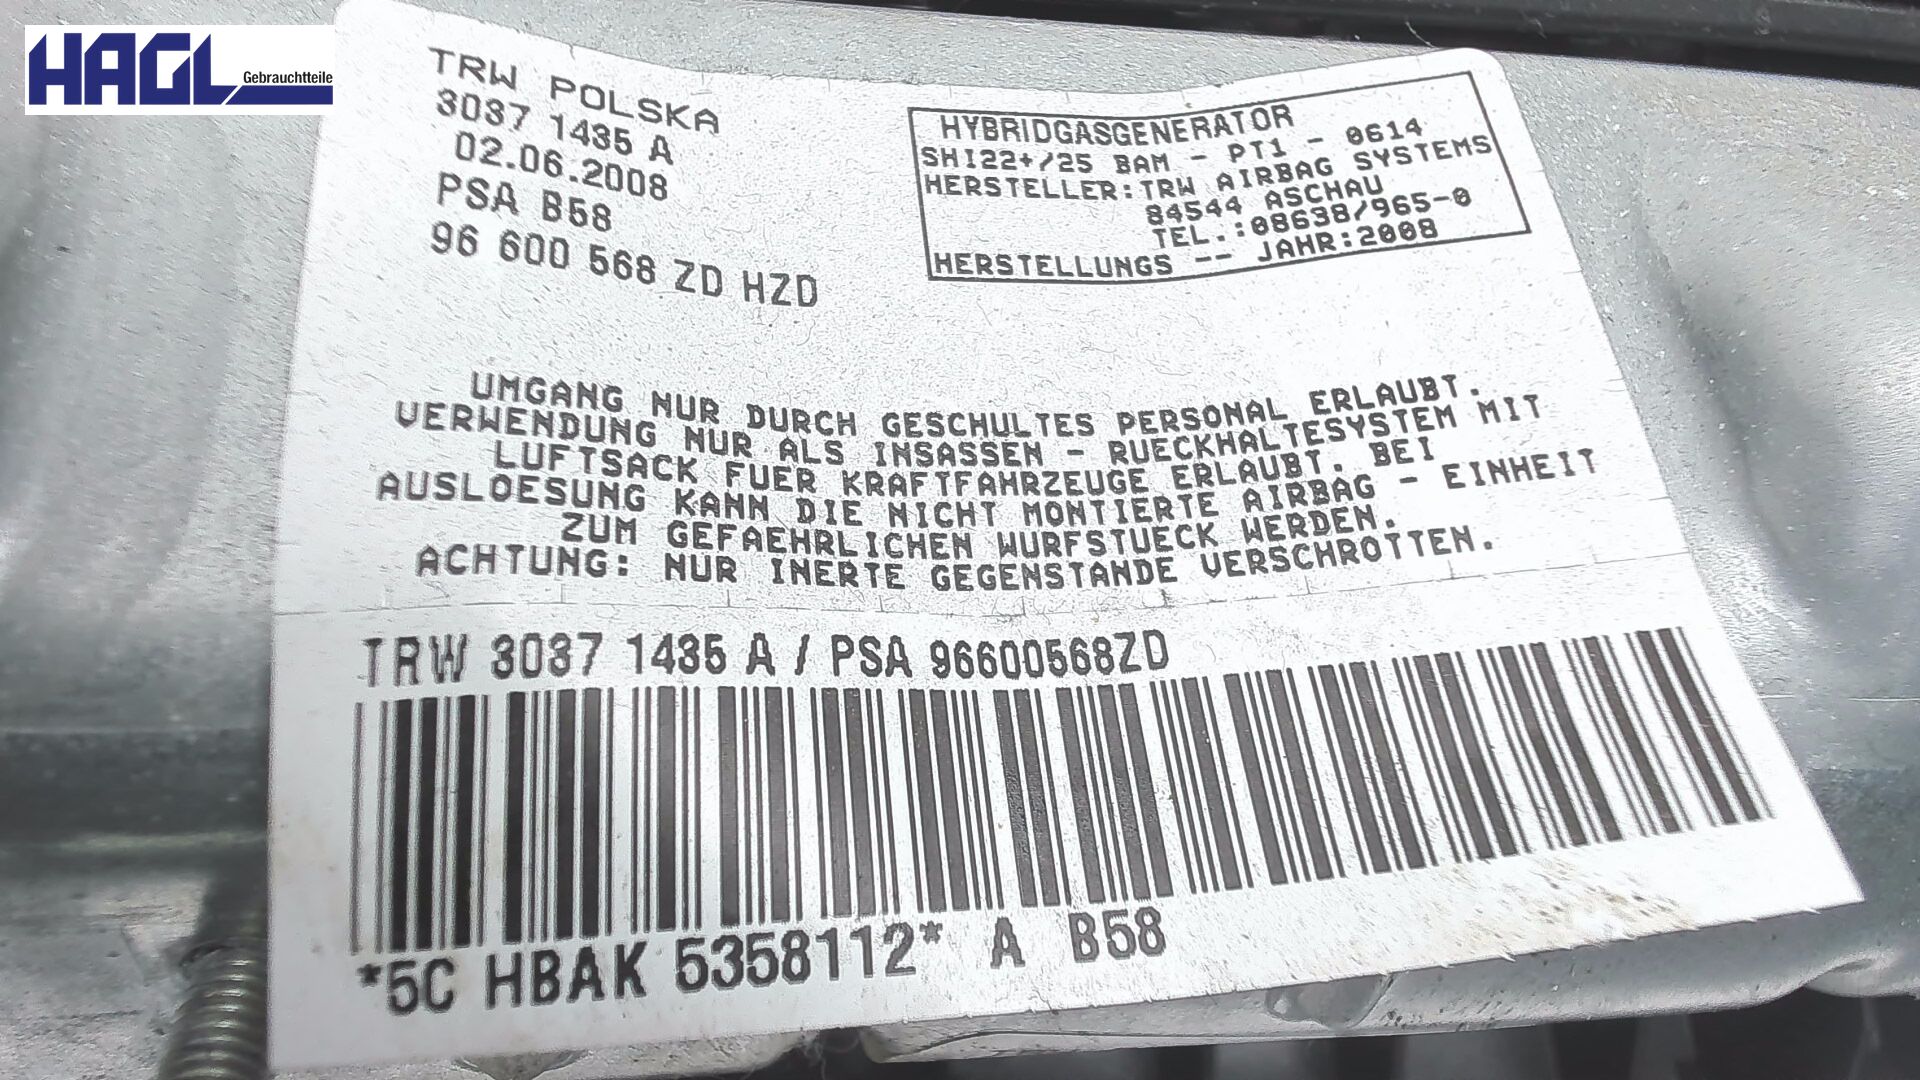 HAGL
Gebrauchtteile
TRW POLSKA
3037 1435 A
02.06.2008
PSA B58
96 600 568 ZD HZD
HYBRIDGASGENERATOR
SHI22+/25 BAM - PT1 - 0614
HERSTELLER: TRW AIRBAG SYSTEMS
84544 ASCHAU
TEL.:08638/965-0
HERSTELLUNGS -- JAHR:2008
UMGANG NUR DURCH GESCHULTES PERSONAL ERLAUBT.
VERWENDUNG NUR ALS INSASSEN - RUECKHALTESYSTEM MIT
LUFTSACK FUER KRAFTFAHRZEUGE ERLAUBT. BEI
AUSLOESUNG KANN DIE NICHT MONTIERTE AIRBAG - EINHEIT
ZUM GEFAEHRLICHEN WURFSTUECK WERDEN.
ACHTUNG: NUR INERTE GEGENSTANDE VERSCHROTTEN.
TRW 3037 1435 A / PSA 96600568ZD
*5C HBAK 5358112* A B58